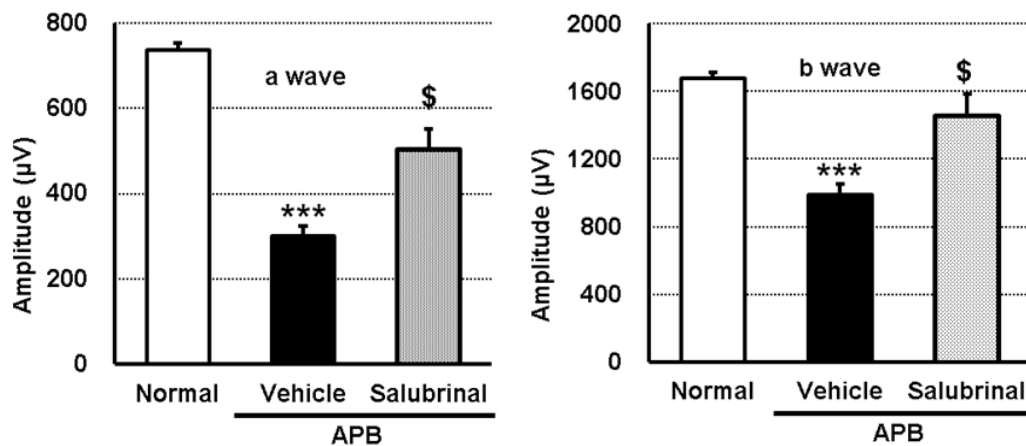 800
600
400
200
0
Amplitude (µV)
a wave
***
$
Normal
Vehicle
Salubrinal
APB
2000
1600
1200
800
400
0
Amplitude (µV)
b wave
***
$
Normal
Vehicle
Salubrinal
APB